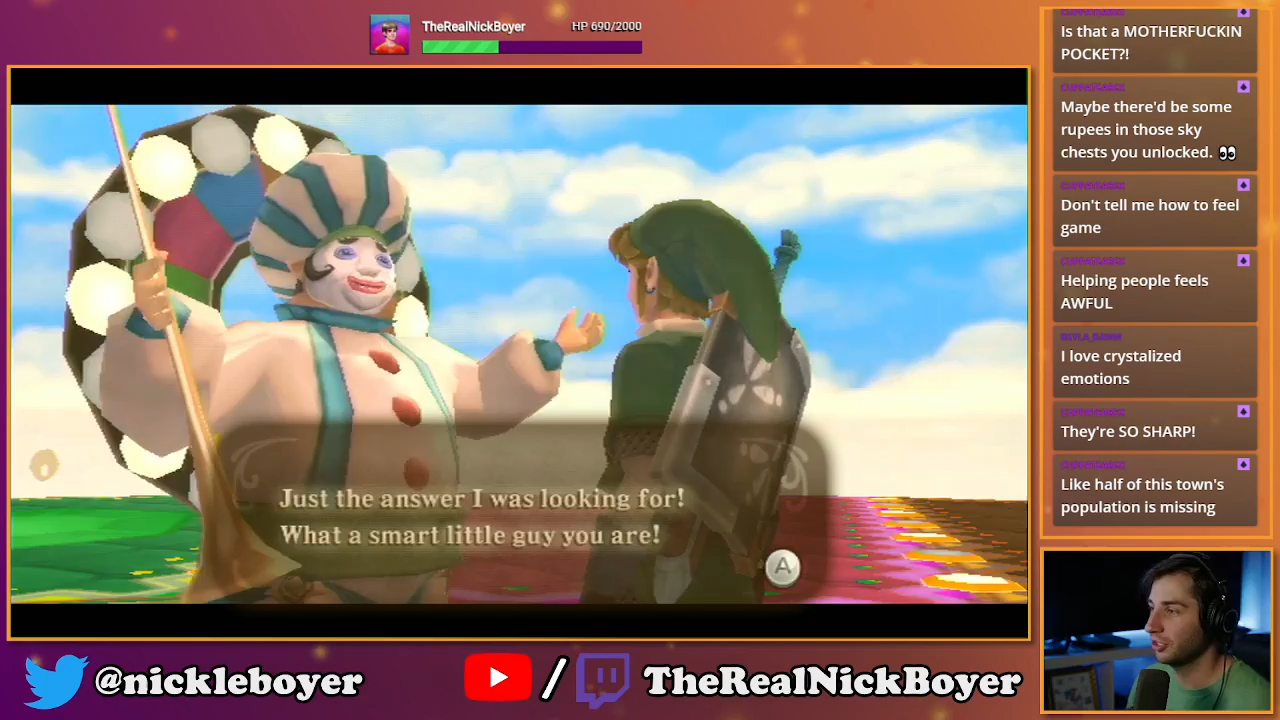 TheRealNickBoyer
HP 690/2000
Is that a MOTHERFUCKIN
POCKET?!
Maybe there'd be some
rupees in those sky
chests you unlocked. 👀
Don't tell me how to feel
game
Helping people feels
AWFUL
I love crystalized
emotions
They're SO SHARP!
Like half of this town's
population is missing
Just the answer I was looking for!
What a smart little guy you are!
A
@nickleboyer
/
TheRealNickBoyer